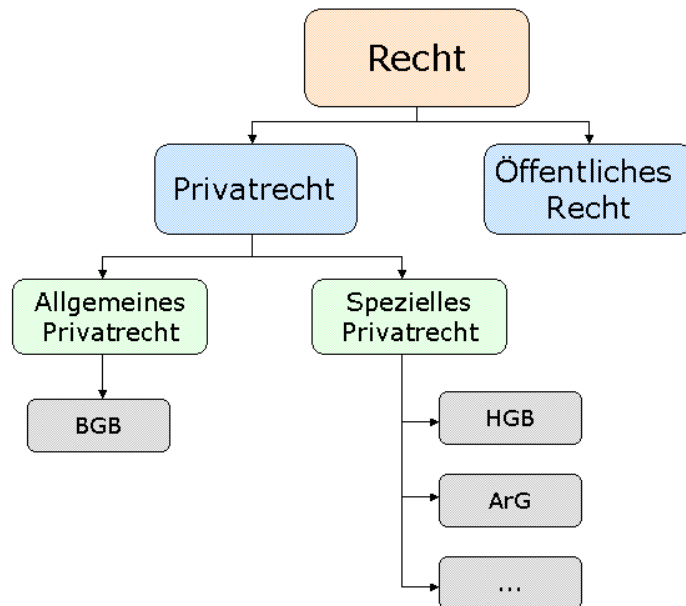 Recht
Privatrecht
Öffentliches
Recht
Allgemeines
Privatrecht
Spezielles
Privatrecht
BGB
HGB
ArG
...